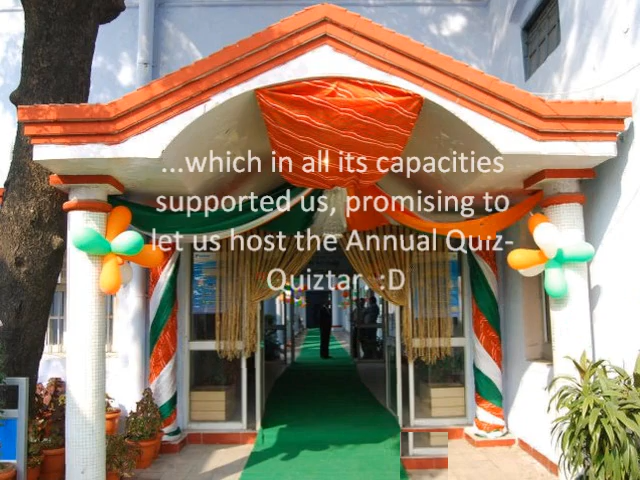 ...which in all its capacities
supported us, promising to
let us host the Annual Quiz-
Quiztar. :D